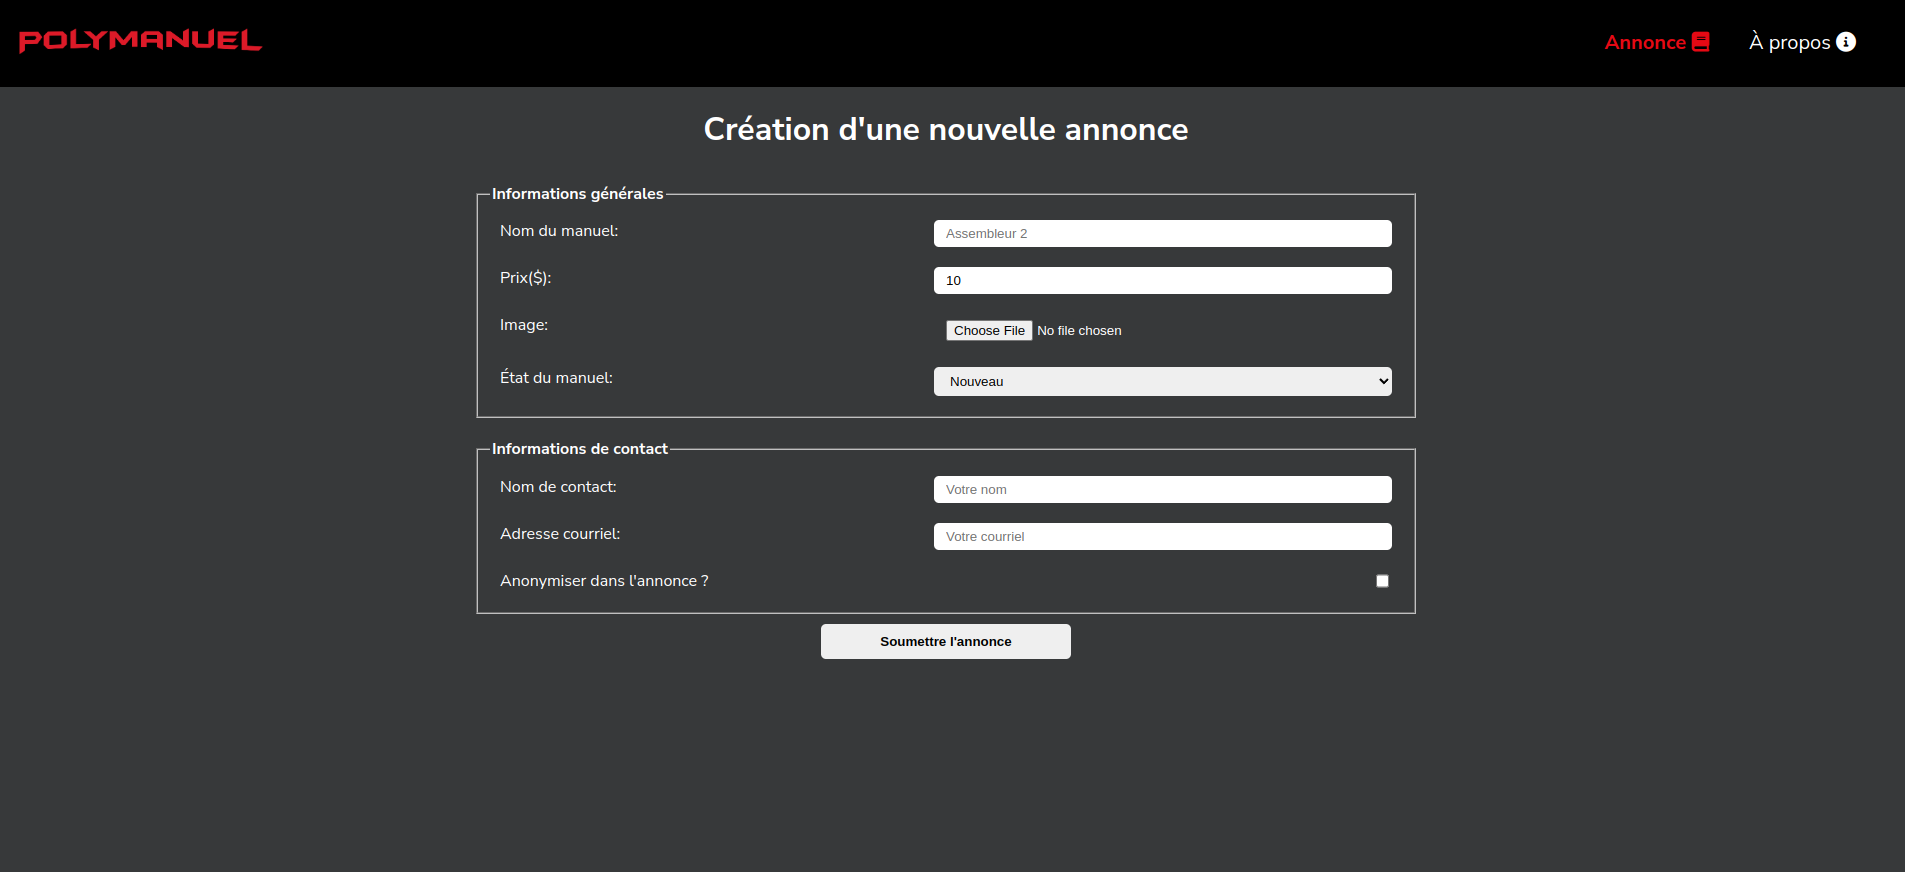 POLYMANUEL
Annonce
À propos
Création d'une nouvelle annonce
Informations générales
Nom du manuel:
Assembleur 2
Prix($):
10
Image:
Choose File No file chosen
État du manuel:
Nouveau
Informations de contact
Nom de contact:
Votre nom
Adresse courriel:
Votre courriel
Anonymiser dans l'annonce ?
Soumettre l'annonce